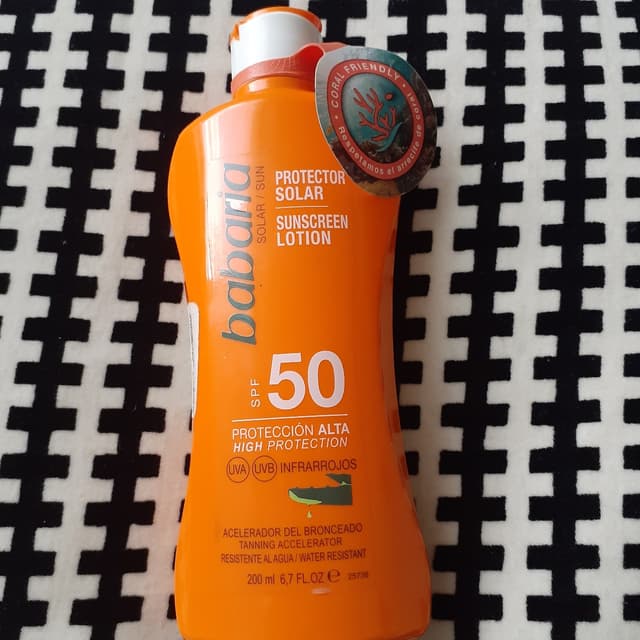 CORAL FRIENDLY
Respetamos el arrecife de
babaria
SOLAR / SUN
PROTECTOR
SOLAR
SUNSCREEN
LOTION
SPF 50
PROTECCIÓN ALTA
HIGH PROTECTION
UVA UVB INFRARROJOS
ACELERADOR DEL BRONCEADO
TANNING ACCELERATOR
RESISTENTE AL AGUA / WATER RESISTANT
200 ml 6,7 FL.OZ ℮ 25736